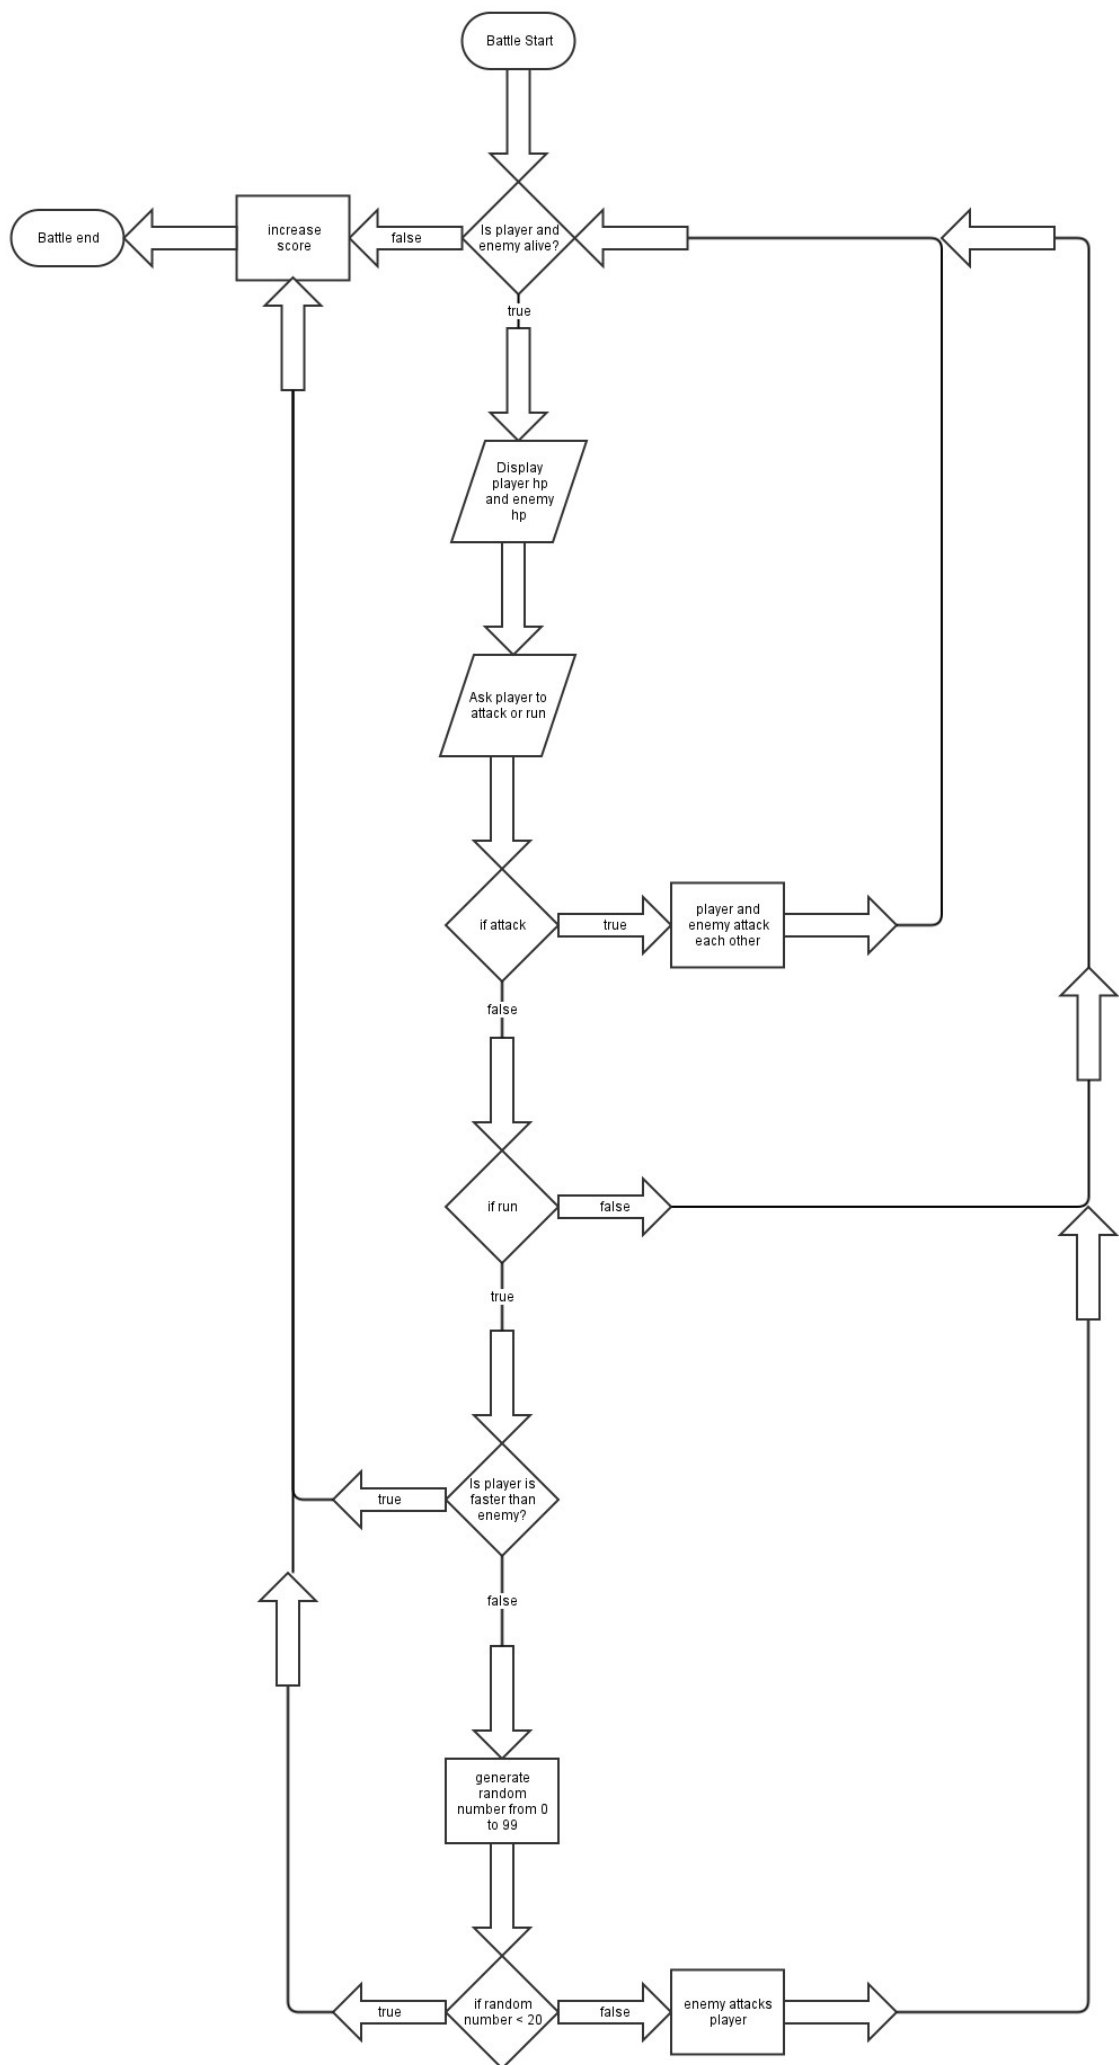 Battle Start
Battle end
increase
score
false
Is player and
enemy alive?
true
Display
player hp
and enemy
hp
Ask player to
attack or run
if attack
true
player and
enemy attack
each other
false
if run
false
true
Is player is
faster than
enemy?
true
false
generate
random
number from 0
to 99
if random
number < 20
true
false
enemy attacks
player